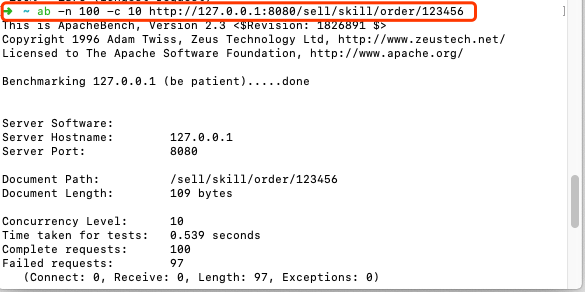 ➜ ~ ab -n 100 -c 10 http://127.0.0.1:8080/sell/skill/order/123456 ]
This is ApacheBench, Version 2.3 <$Revision: 1826891 $>
Copyright 1996 Adam Twiss, Zeus Technology Ltd, http://www.zeustech.net/
Licensed to The Apache Software Foundation, http://www.apache.org/
Benchmarking 127.0.0.1 (be patient).....done
Server Software:
Server Hostname: 127.0.0.1
Server Port: 8080
Document Path: /sell/skill/order/123456
Document Length: 109 bytes
Concurrency Level: 10
Time taken for tests: 0.539 seconds
Complete requests: 100
Failed requests: 97
(Connect: 0, Receive: 0, Length: 97, Exceptions: 0)